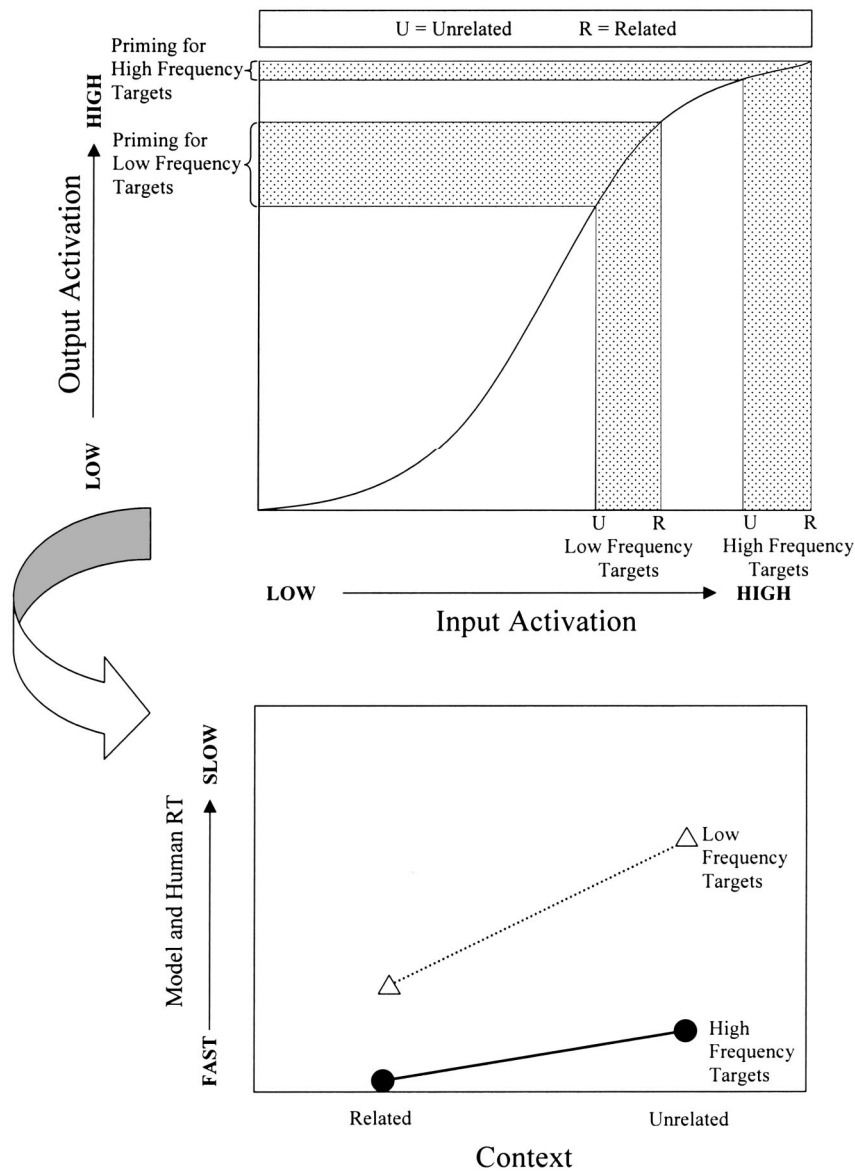 U = Unrelated R = Related
Priming for
High Frequency
Targets
Priming for
Low Frequency
Targets
HIGH
Output Activation
LOW
U R U R
Low Frequency High Frequency
Targets Targets
LOW HIGH
Input Activation
SLOW
Model and Human RT
FAST
Low
Frequency
Targets
High
Frequency
Targets
Related Unrelated
Context